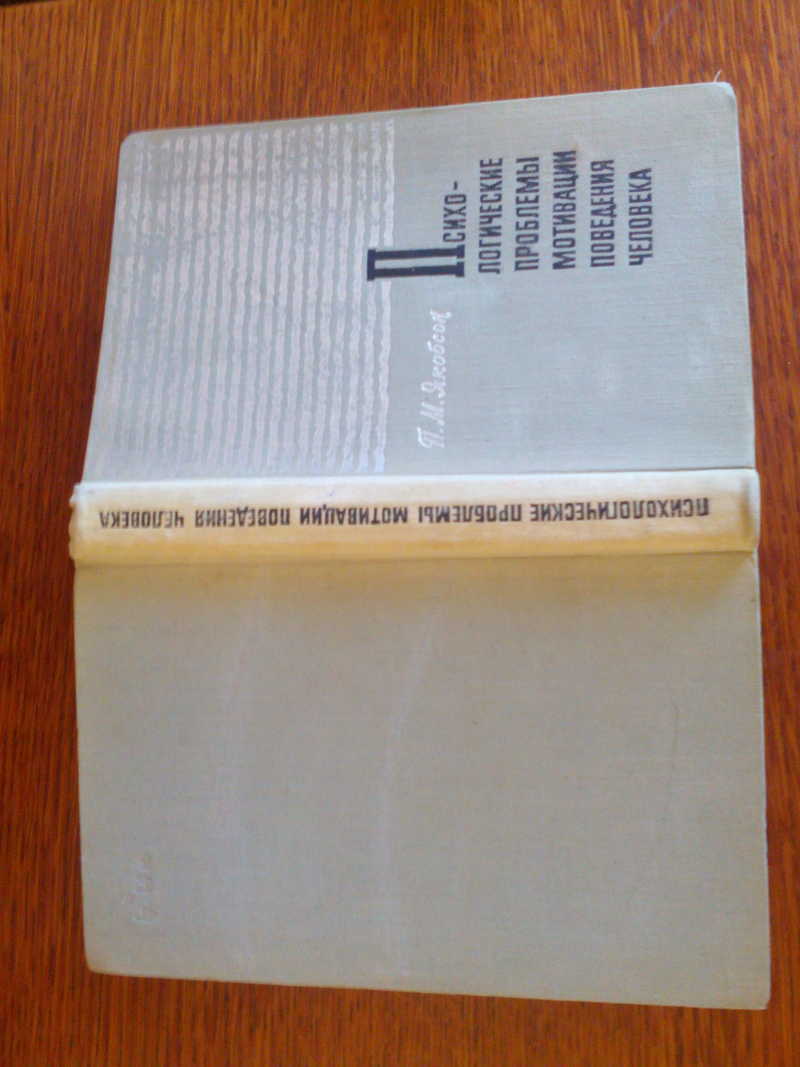 П. М. Якобсон
Психо-
логические
проблемы
мотивации
поведения
человека
ПСИХОЛОГИЧЕСКИЕ ПРОБЛЕМЫ МОТИВАЦИИ ПОВЕДЕНИЯ ЧЕЛОВЕКА